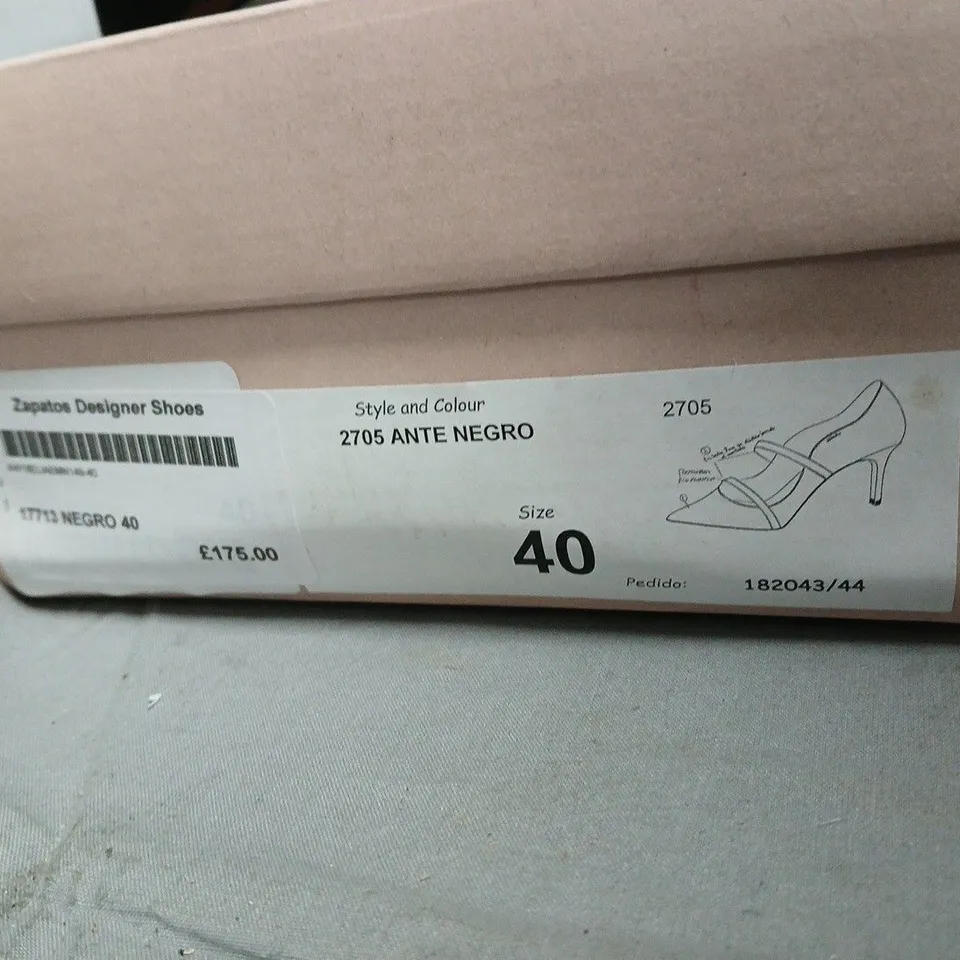 Zapatos Designer Shoes
17713 NEGRO 40
£175.00
Style and Colour
2705 ANTE NEGRO
Size
40
2705
Pedido: 182043/44